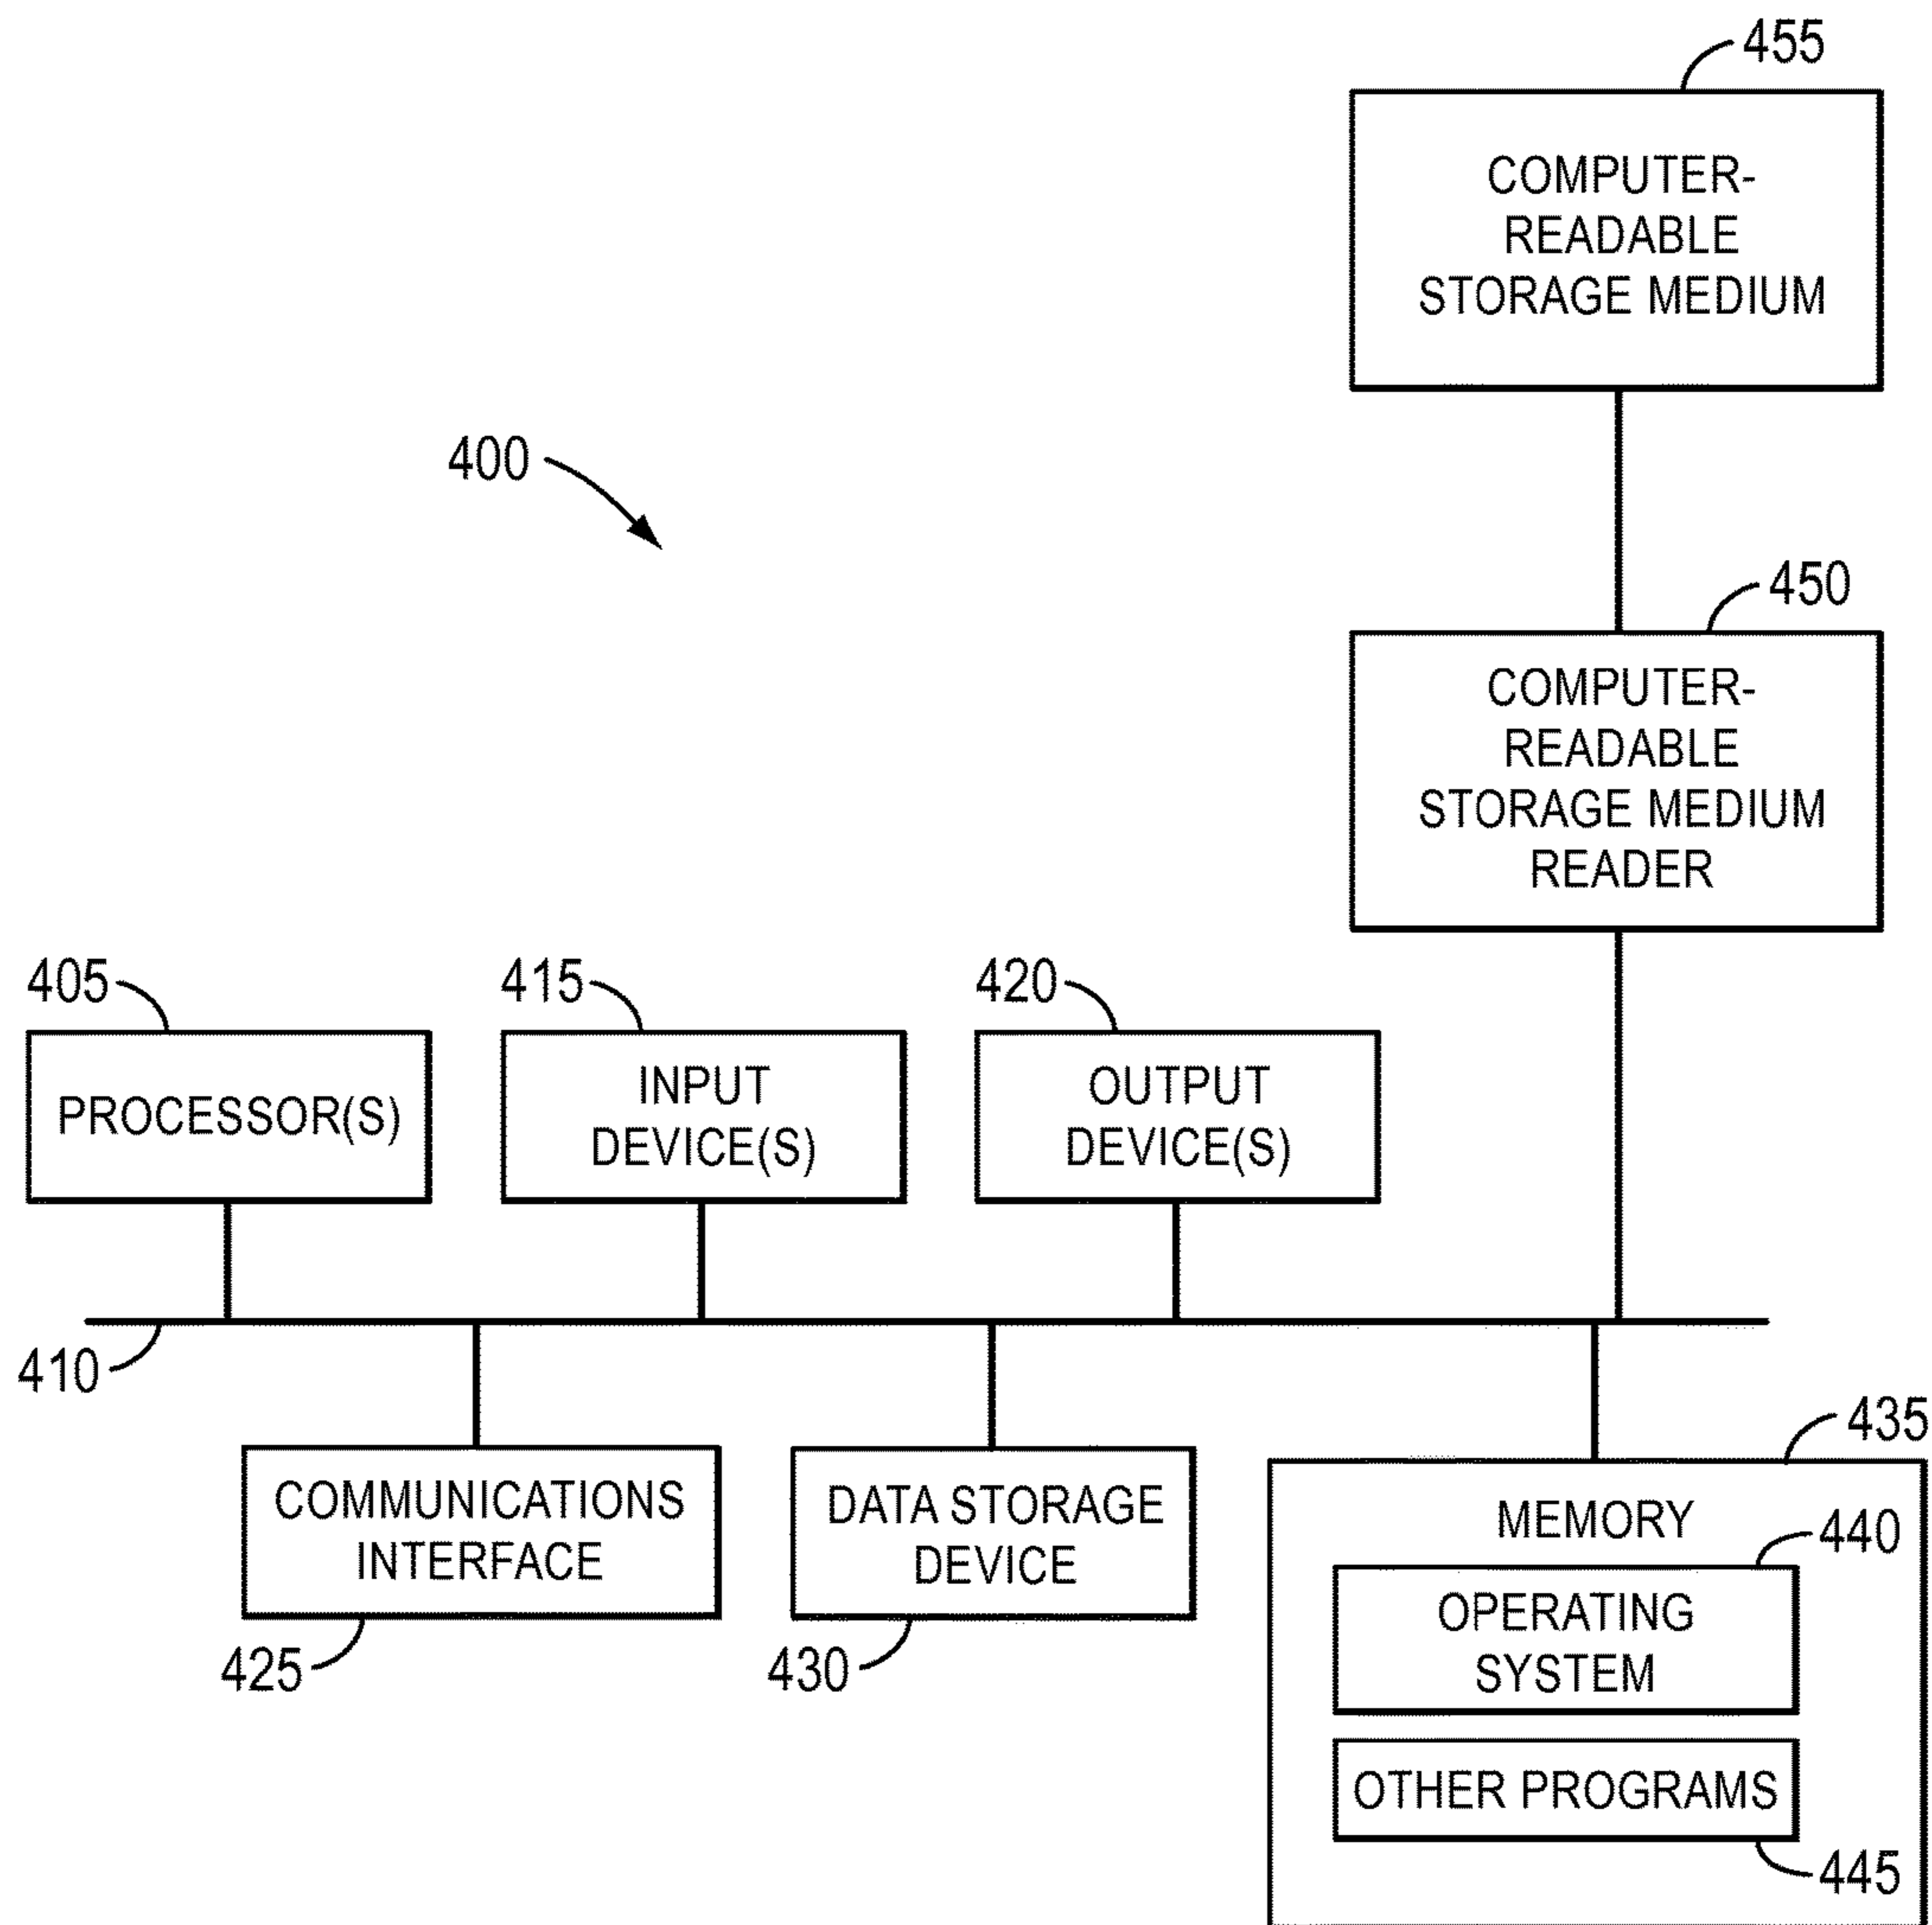 455
COMPUTER-
READABLE
STORAGE MEDIUM
400
450
COMPUTER-
READABLE
STORAGE MEDIUM
READER
405
415
420
PROCESSOR(S)
INPUT
DEVICE(S)
OUTPUT
DEVICE(S)
410
435
COMMUNICATIONS
INTERFACE
DATA STORAGE
DEVICE
MEMORY
440
OPERATING
SYSTEM
425
430
OTHER PROGRAMS
445